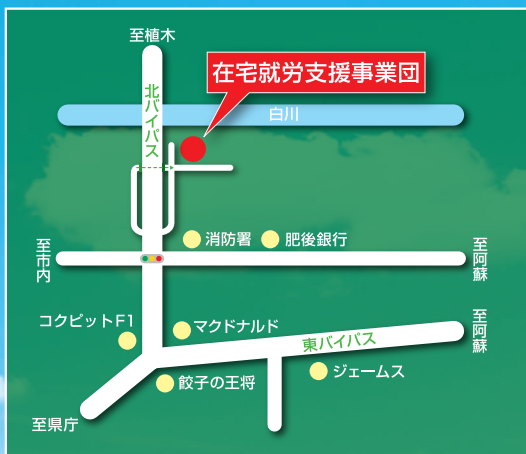 至植木
在宅就労支援事業団
北バイパス
白川
消防署
肥後銀行
至市内
至阿蘇
コクピットF1
マクドナルド
至阿蘇
東バイパス
餃子の王将
ジェームス
至県庁